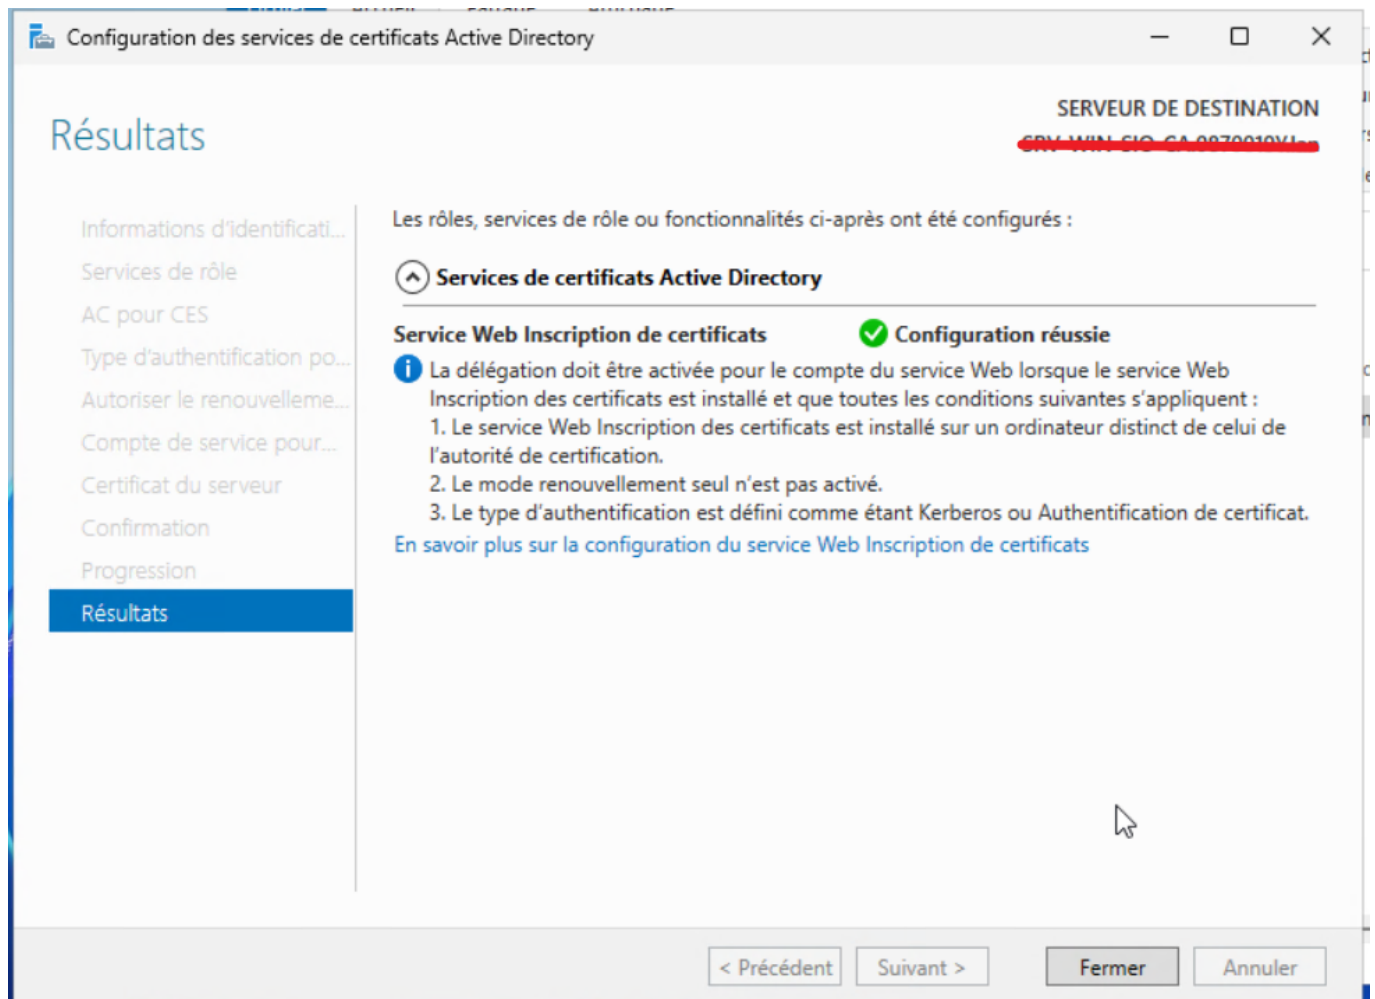 Configuration des services de certificats Active Directory
Résultats
SERVEUR DE DESTINATION
Informations d'identificati...
Services de rôle
AC pour CES
Type d'authentification po...
Autoriser le renouvelleme...
Compte de service pour...
Certificat du serveur
Confirmation
Progression
Résultats
Les rôles, services de rôle ou fonctionnalités ci-après ont été configurés :
Services de certificats Active Directory
Service Web Inscription de certificats Configuration réussie
La délégation doit être activée pour le compte du service Web lorsque le service Web
Inscription des certificats est installé et que toutes les conditions suivantes s'appliquent :
1. Le service Web Inscription des certificats est installé sur un ordinateur distinct de celui de
l'autorité de certification.
2. Le mode renouvellement seul n'est pas activé.
3. Le type d'authentification est défini comme étant Kerberos ou Authentification de certificat.
En savoir plus sur la configuration du service Web Inscription de certificats
< Précédent Suivant > Fermer Annuler